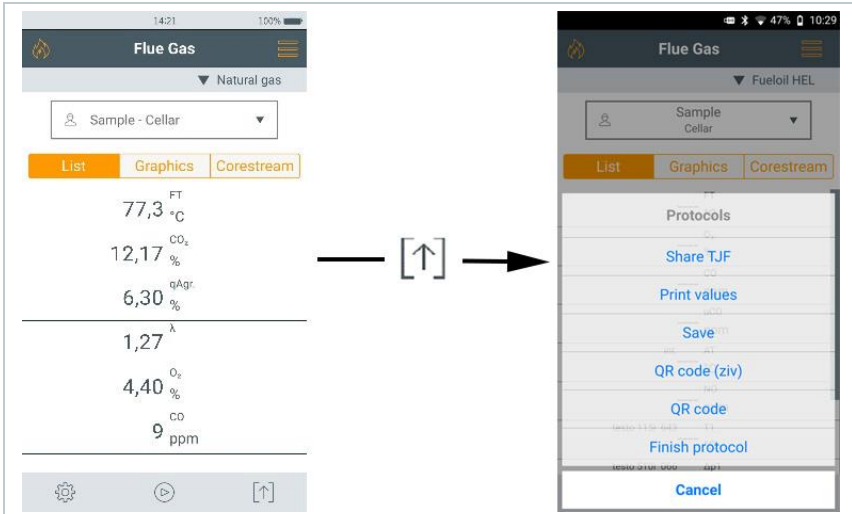 14:21 100%
Flue Gas
Natural gas
Sample - Cellar
List Graphics Corestream
77,3 FT °C
12,17 CO₂ %
6,30 qAgr. %
1,27 λ
4,40 O₂ %
9 CO ppm
[↑]
47% 10:29
Flue Gas
Fueloil HEL
Sample
Cellar
List Graphics Corestream
Protocols
Share TJF
Print values
Save
QR code (ziv)
QR code
Finish protocol
Cancel